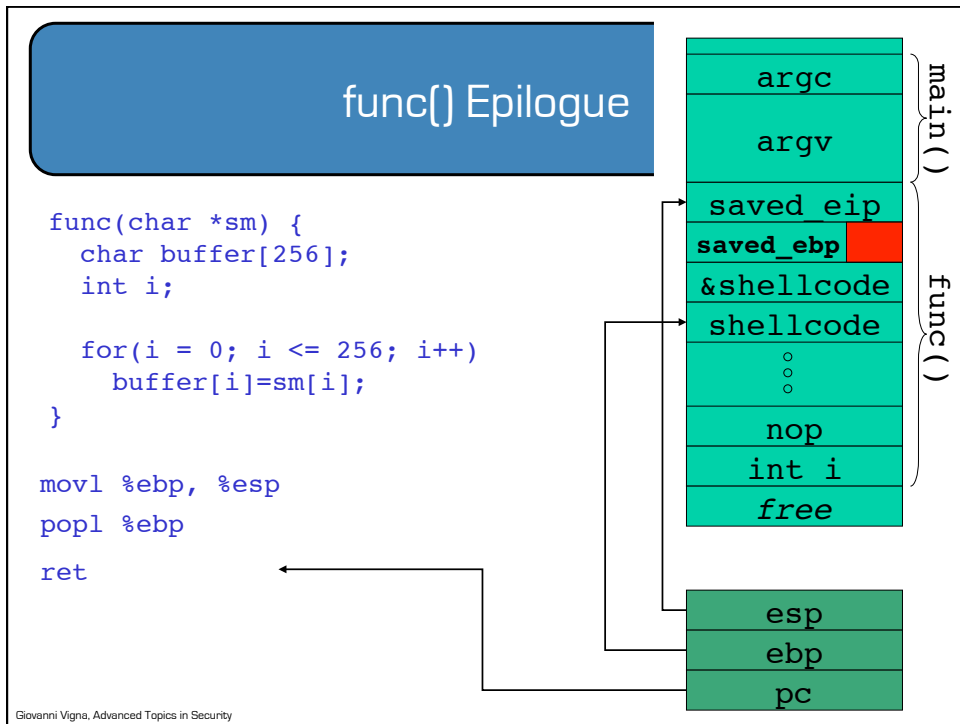 func() Epilogue
func(char *sm) {
char buffer[256];
int i;
for(i = 0; i <= 256; i++)
buffer[i]=sm[i];
}
movl %ebp, %esp
popl %ebp
ret
argc
argv
saved_eip
saved_ebp
&shellcode
shellcode
nop
int i
free
main()
func()
esp
ebp
pc
Giovanni Vigna, Advanced Topics in Security